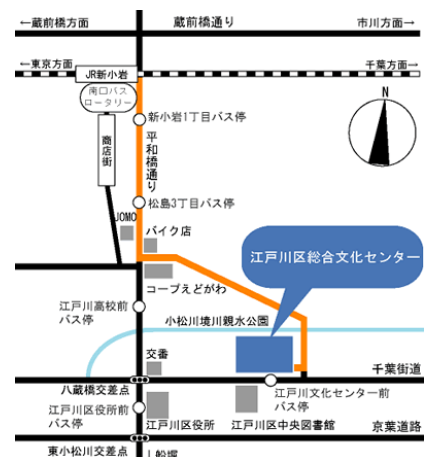 ←蔵前橋方面
蔵前橋通り
市川方面→
←東京方面
千葉方面→
JR新小岩
南口バス
ロータリー
N
新小岩1丁目バス停
平和橋通り
商店街
松島3丁目バス停
JOMO
バイク店
江戸川区総合文化センター
コープえどがわ
江戸川高校前
バス停
小松川境川親水公園
交番
千葉街道
八蔵橋交差点
江戸川文化センター前
バス停
江戸川区役所前
バス停
江戸川区役所
江戸川区中央図書館
京葉道路
東小松川交差点
↓船堀